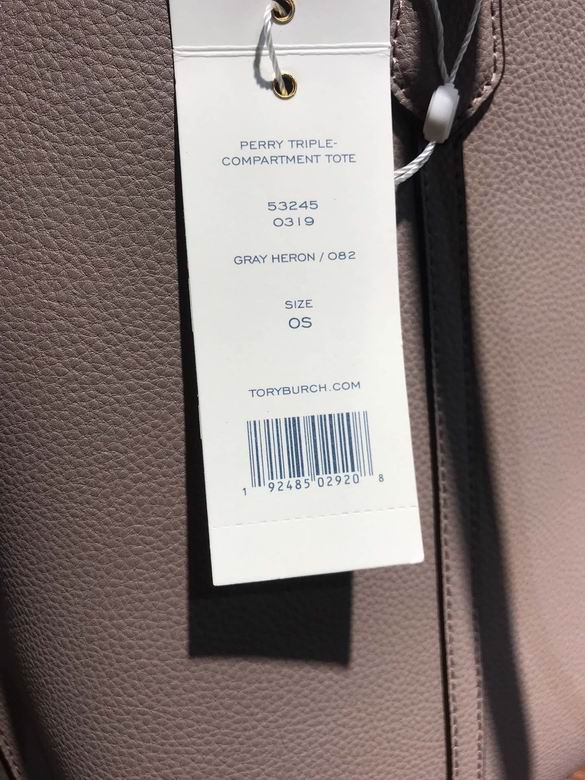 PERRY TRIPLE-
COMPARTMENT TOTE
53245
0319
GRAY HERON / 082
SIZE
OS
TORYBURCH.COM
1 92485 02920 8